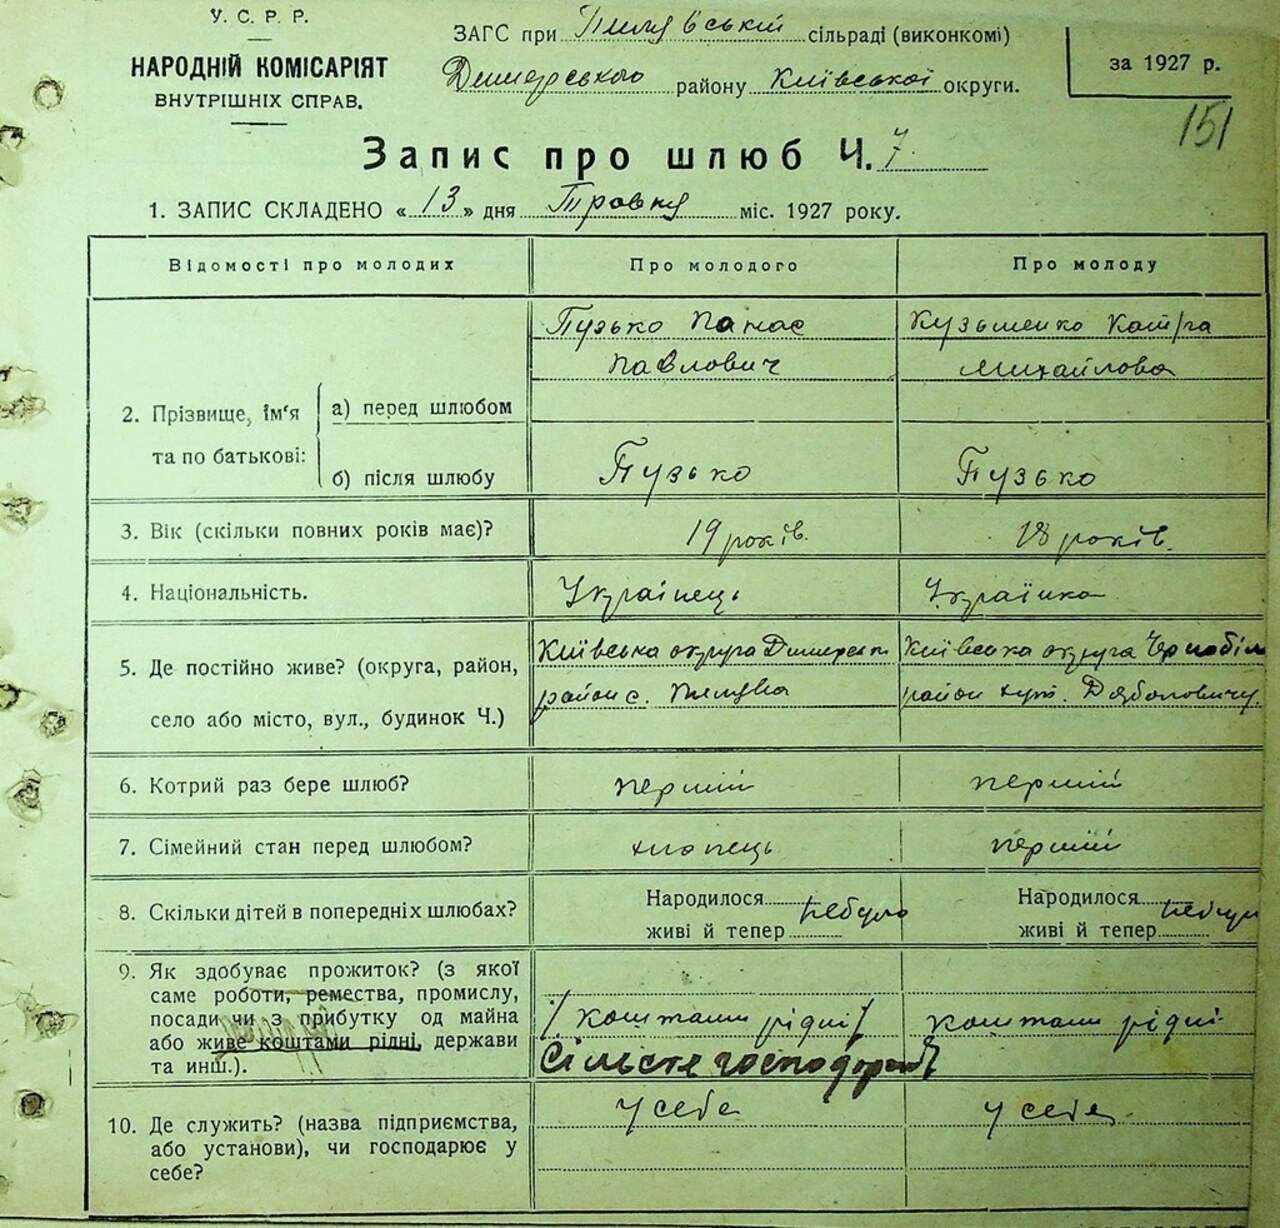 У. С. Р. Р.
НАРОДНІЙ КОМІСАРІЯТ
ВНУТРІШНІХ СПРАВ.
ЗАГС при Пилявській сільраді (виконкомі)
Димерського району Київської округи.
за 1927 р.
151
Запис про шлюб Ч. 7
1. ЗАПИС СКЛАДЕНО «13» дня Травня міс. 1927 року.
Відомості про молодих Про молодого Про молоду
2. Прізвище, ім'я та по батькові:
а) перед шлюбом
Пузько Панас
Павлович
Кузьменко
Михайлова
б) після шлюбу Пузько Пузько
3. Вік (скільки повних років має)? 19 років. 18 років.
4. Національність. Українець Українка
5. Де постійно живе? (округа, район,
село або місто, вул., будинок Ч.)
Київська округа Димерськ
район с. Пилява
Київська округа Чернобіль
район хут.
6. Котрий раз бере шлюб? перший перший
7. Сімейний стан перед шлюбом? хлопець перший
8. Скільки дітей в попередніх шлюбах?
Народилося
живі й тепер небуло
Народилося
живі й тепер небуло
9. Як здобуває прожиток? (з якої
саме роботи, ремества, промислу,
посади чи з прибутку од майна
або живе коштами рідні, держави
та инш.).
/Коштами рідні/
Коштами рідні
10. Де служить? (назва підприємства,
або установи), чи господарює у
себе?
у себе
у себе